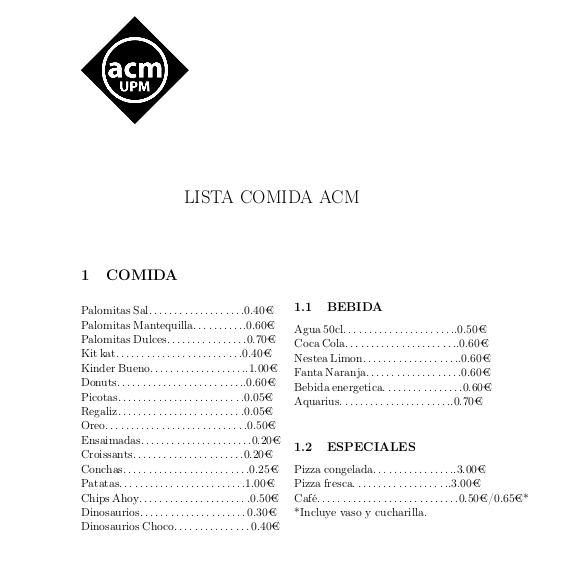 acm
UPM
LISTA COMIDA ACM
1 COMIDA
Palomitas Sal...................0.40€
Palomitas Mantequilla..........0.60€
Palomitas Dulces................0.70€
Kit kat.........................0.40€
Kinder Bueno....................1.00€
Donuts..........................0.60€
Picotas.........................0.05€
Regaliz.........................0.05€
Oreo............................0.50€
Ensaimadas......................0.20€
Croissants......................0.20€
Conchas.........................0.25€
Patatas.........................1.00€
Chips Ahoy......................0.50€
Dinosaurios.....................0.30€
Dinosaurios Choco...............0.40€
1.1 BEBIDA
Agua 50cl.......................0.50€
Coca Cola.......................0.60€
Nestea Limon....................0.60€
Fanta Naranja...................0.60€
Bebida energetica...............0.60€
Aquarius........................0.70€
1.2 ESPECIALES
Pizza congelada.................3.00€
Pizza fresca....................3.00€
Café............................0.50€/0.65€*
*Incluye vaso y cucharilla.